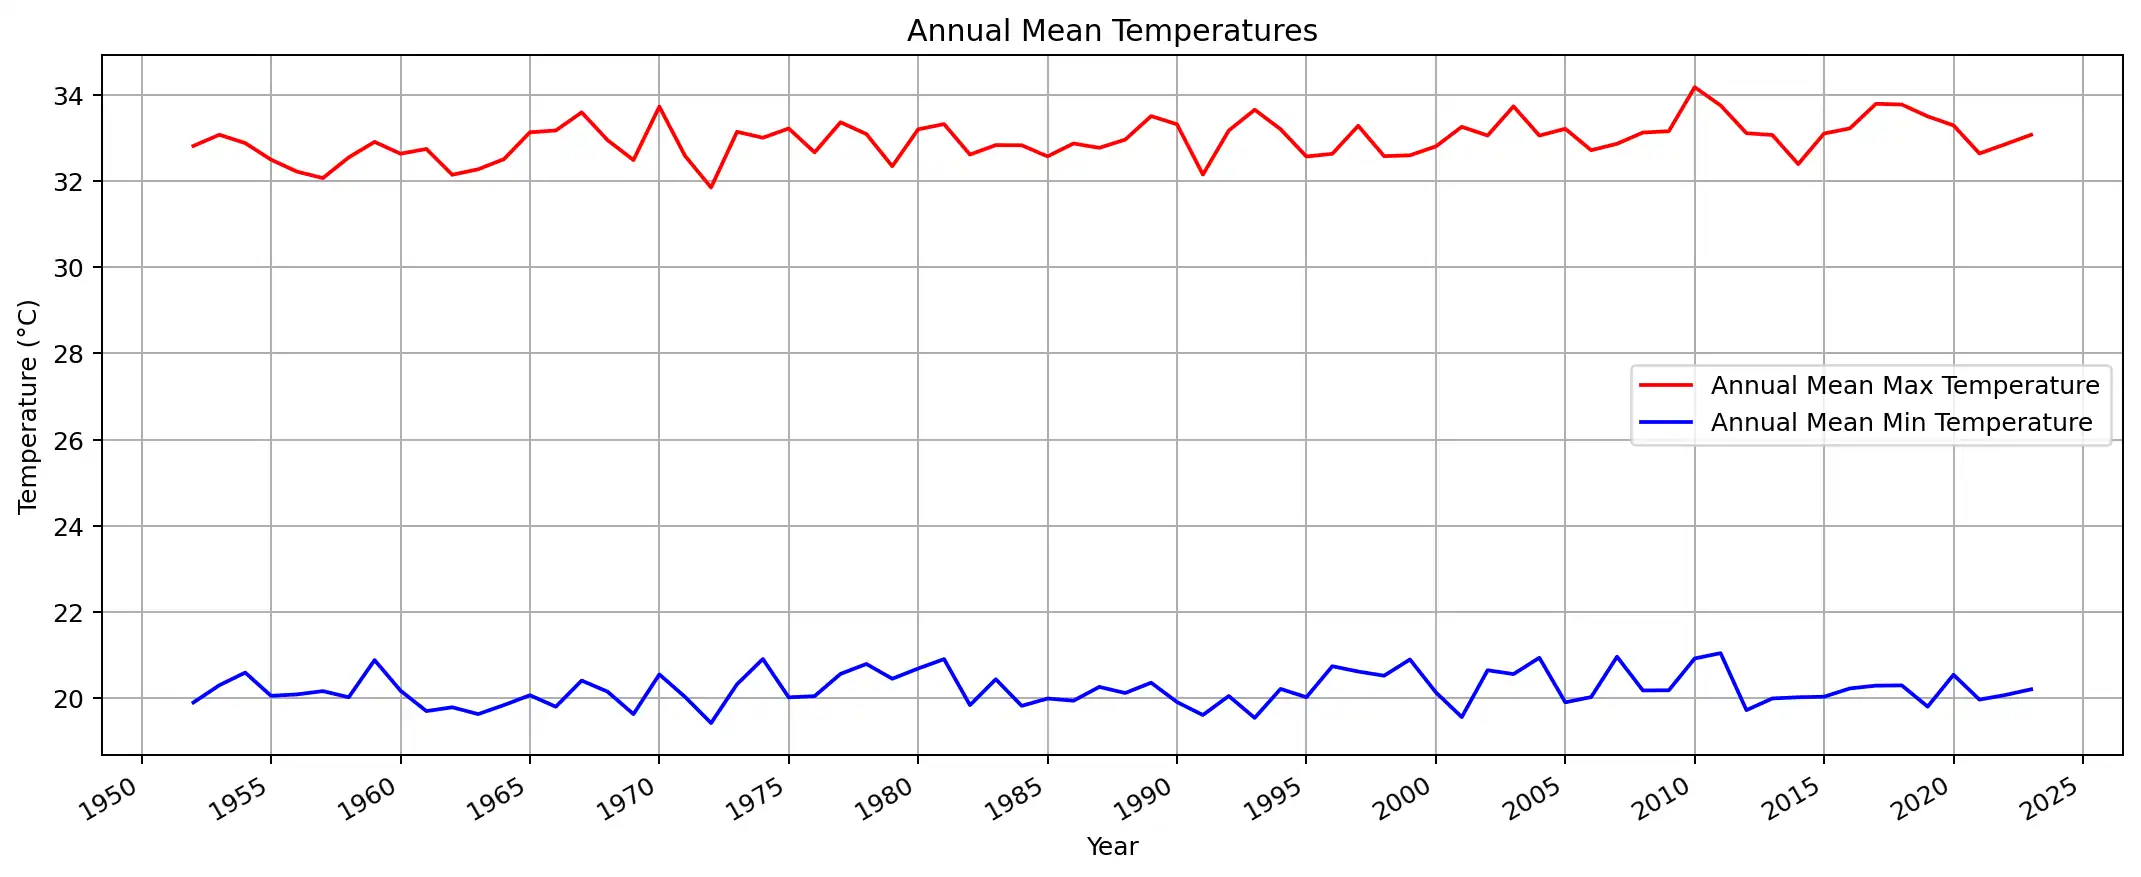 Annual Mean Temperatures
Temperature (°C)
34
32
30
28
26
24
22
20
Annual Mean Max Temperature
Annual Mean Min Temperature
1950 1955 1960 1965 1970 1975 1980 1985 1990 1995 2000 2005 2010 2015 2020 2025
Year